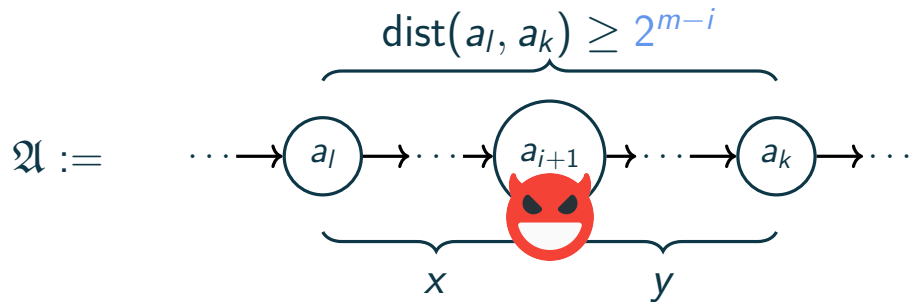 dist(a_l, a_k) ≥ 2^{m−i}
𝔄 := ⋯ a_l ⋯ a_{i+1} ⋯ a_k ⋯
x y